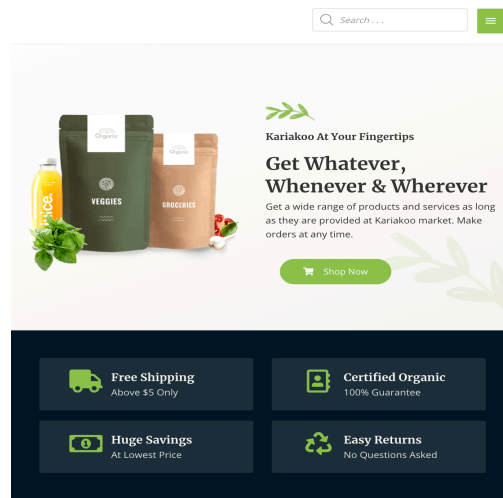 Search . . .
Kariakoo At Your Fingertips
Get Whatever,
Whenever & Wherever
Get a wide range of products and services as long
as they are provided at Kariakoo market. Make
orders at any time.
Shop Now
Organic
Organic
VEGGIES
GROCERIES
Free Shipping
Above $5 Only
Certified Organic
100% Guarantee
Huge Savings
At Lowest Price
Easy Returns
No Questions Asked